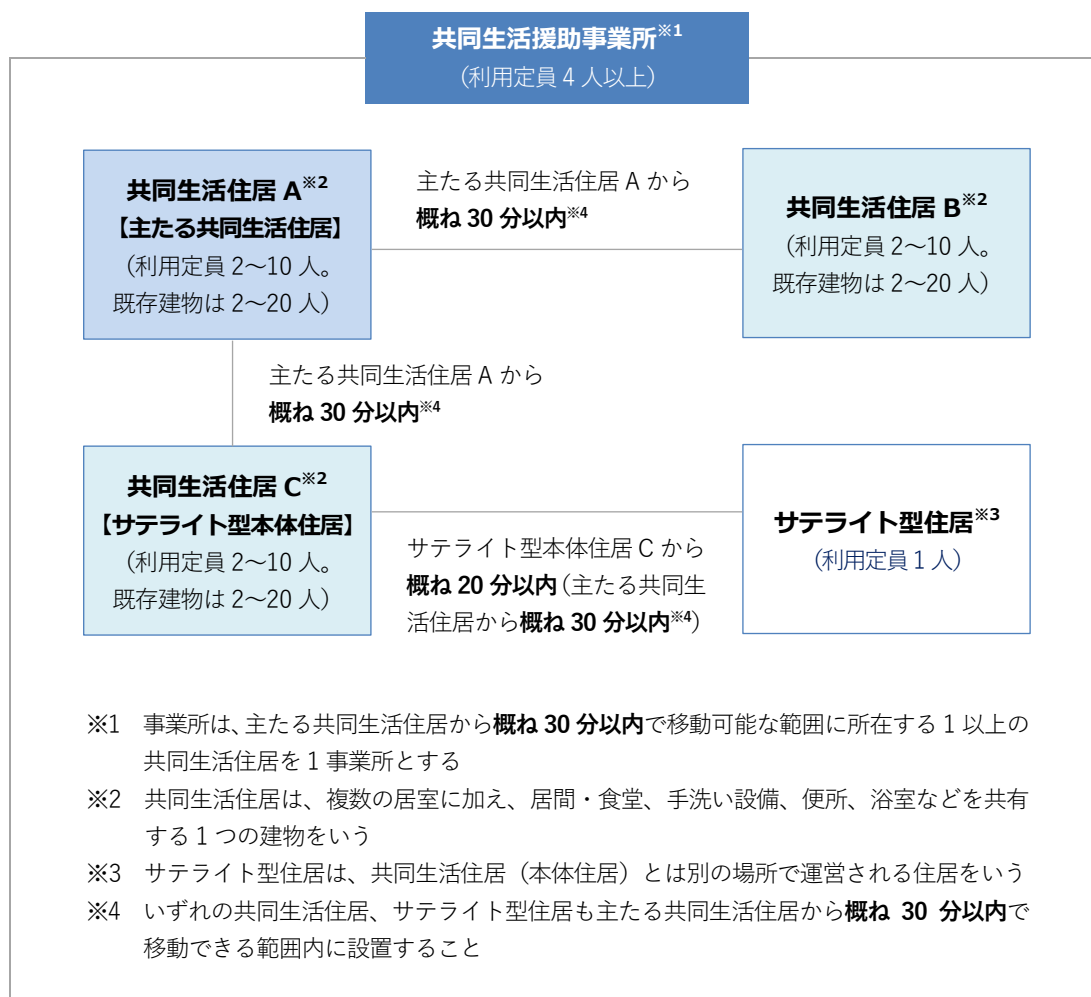 共同生活援助事業所※1
（利用定員 4 人以上）
共同生活住居 A※2
【主たる共同生活住居】
（利用定員 2～10 人。
既存建物は 2～20 人）
主たる共同生活住居 A から
概ね 30 分以内※4
共同生活住居 B※2
（利用定員 2～10 人。
既存建物は 2～20 人）
主たる共同生活住居 A から
概ね 30 分以内※4
共同生活住居 C※2
【サテライト型本体住居】
（利用定員 2～10 人。
既存建物は 2～20 人）
サテライト型本体住居 C から
概ね 20 分以内（主たる共同生
活住居から概ね 30 分以内※4）
サテライト型住居※3
（利用定員 1 人）
※1 事業所は、主たる共同生活住居から概ね 30 分以内で移動可能な範囲に所在する 1 以上の
共同生活住居を 1 事業所とする
※2 共同生活住居は、複数の居室に加え、居間・食堂、手洗い設備、便所、浴室などを共有
する 1 つの建物をいう
※3 サテライト型住居は、共同生活住居（本体住居）とは別の場所で運営される住居をいう
※4 いずれの共同生活住居、サテライト型住居も主たる共同生活住居から概ね 30 分以内で
移動できる範囲内に設置すること